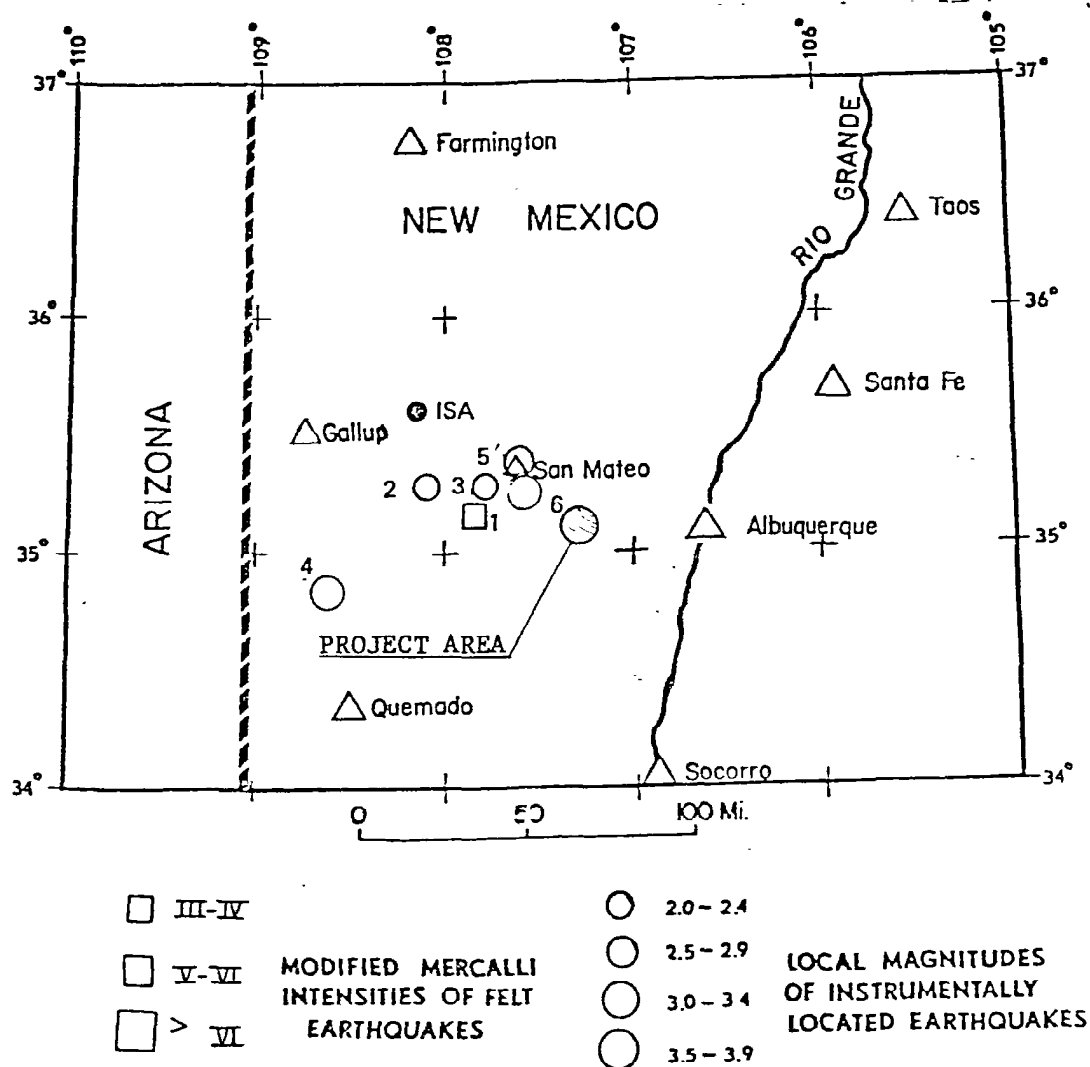 110° 109° 108° 107° 106° 105°
37° 37°
Farmington
NEW MEXICO
RIO GRANDE
Taos
36° 36°
Santa Fe
ISA
Gallup
ARIZONA
5
San Mateo
2 3
6
1
Albuquerque
35° 35°
4
PROJECT AREA
Quemado
Socorro
34° 34°
0 50 100 Mi.
III-IV
V-VI
> VI
MODIFIED MERCALLI
INTENSITIES OF FELT
EARTHQUAKES
2.0-2.4
2.5-2.9
3.0-3.4
3.5-3.9
LOCAL MAGNITUDES
OF INSTRUMENTALLY
LOCATED EARTHQUAKES